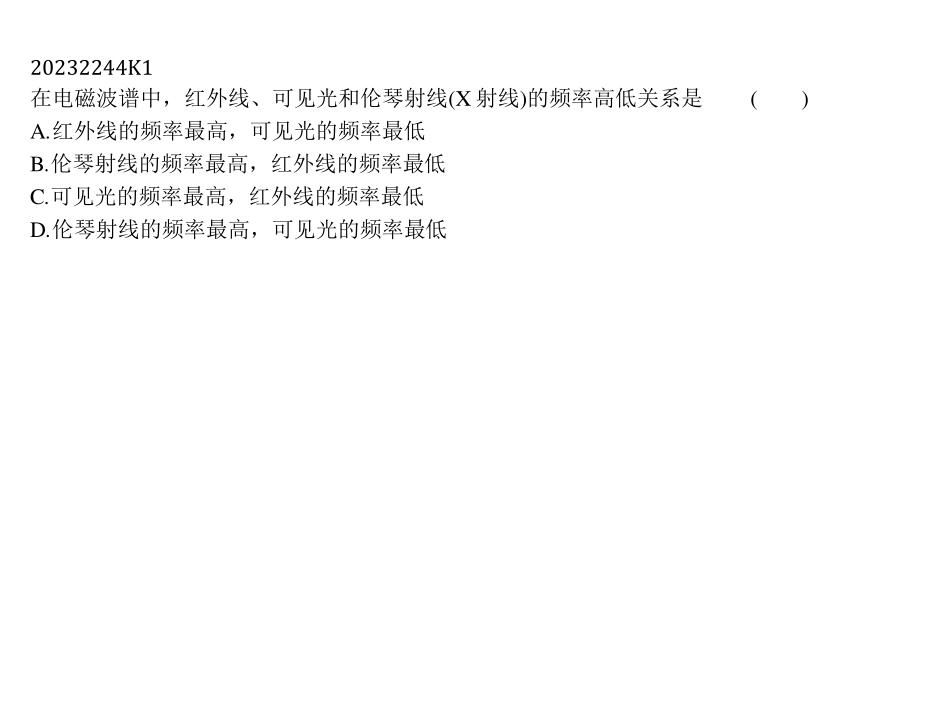 20232244K1
在电磁波谱中，红外线、可见光和伦琴射线(X 射线)的频率高低关系是 ( )
A.红外线的频率最高，可见光的频率最低
B.伦琴射线的频率最高，红外线的频率最低
C.可见光的频率最高，红外线的频率最低
D.伦琴射线的频率最高，可见光的频率最低